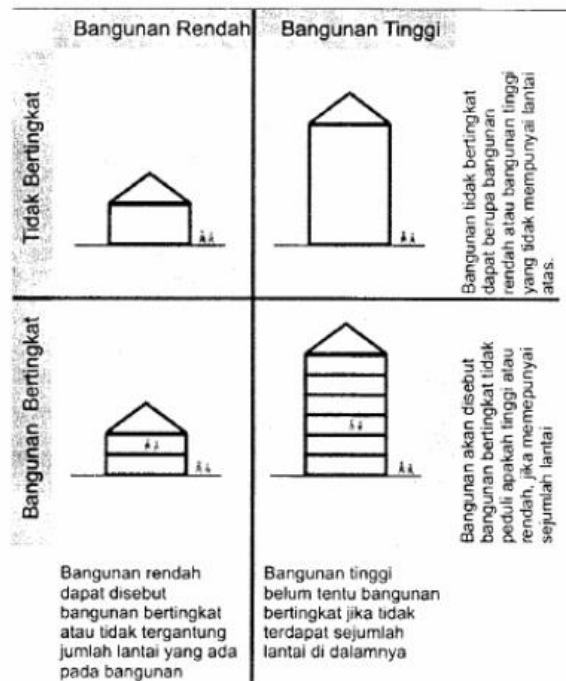 Bangunan Rendah
Bangunan Tinggi
Tidak Bertingkat
Bangunan tidak bertingkat
dapat berupa bangunan
rendah atau bangunan tinggi
yang tidak mempunyai lantai
atas.
Bangunan Bertingkat
Bangunan akan disebut
bangunan bertingkat tidak
peduli apakah tinggi atau
rendah, jika memepunyai
sejumlah lantai
Bangunan rendah
dapat disebut
bangunan bertingkat
atau tidak tergantung
jumlah lantai yang ada
pada bangunan
Bangunan tinggi
belum tentu bangunan
bertingkat jika tidak
terdapat sejumlah
lantai di dalamnya